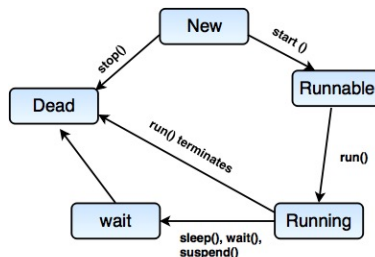 New
stop()
start ()
Dead
Runnable
run() terminates
run()
wait
Running
sleep(), wait(),
suspend()